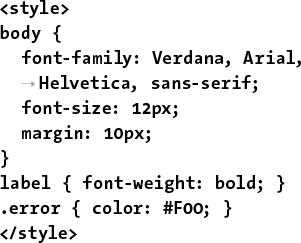 <style>
body {
font-family: Verdana, Arial,
→ Helvetica, sans-serif;
font-size: 12px;
margin: 10px;
}
label { font-weight: bold; }
.error { color: #F00; }
</style>